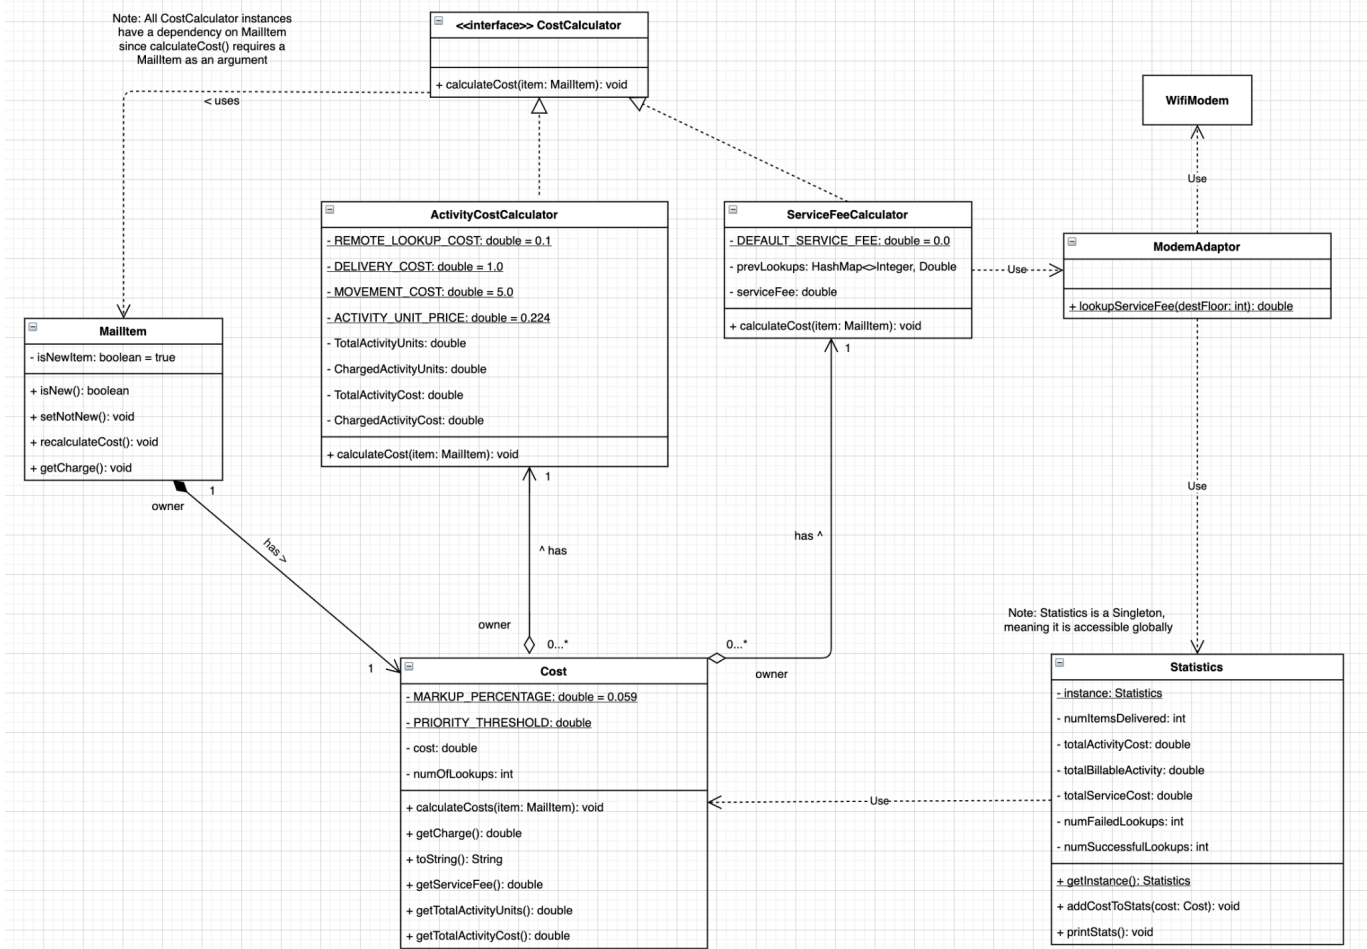 Note: All CostCalculator instances
have a dependency on MailItem
since calculateCost() requires a
MailItem as an argument
<<interface>> CostCalculator
+ calculateCost(item: MailItem): void
< uses
WifiModem
Use
ActivityCostCalculator
- REMOTE_LOOKUP_COST: double = 0.1
- DELIVERY_COST: double = 1.0
- MOVEMENT_COST: double = 5.0
- ACTIVITY_UNIT_PRICE: double = 0.224
- TotalActivityUnits: double
- ChargedActivityUnits: double
- TotalActivityCost: double
- ChargedActivityCost: double
+ calculateCost(item: MailItem): void
ServiceFeeCalculator
- DEFAULT_SERVICE_FEE: double = 0.0
- prevLookups: HashMap<>Integer, Double
- serviceFee: double
+ calculateCost(item: MailItem): void
Use
ModemAdaptor
+ lookupServiceFee(destFloor: int): double
MailItem
- isNewItem: boolean = true
+ isNew(): boolean
+ setNotNew(): void
+ recalculateCost(): void
+ getCharge(): void
1
owner
has >
1
1
^ has
owner
0...*
1
has ^
0...*
owner
Use
Note: Statistics is a Singleton,
meaning it is accessible globally
Cost
- MARKUP_PERCENTAGE: double = 0.059
- PRIORITY_THRESHOLD: double
- cost: double
- numOfLookups: int
+ calculateCosts(item: MailItem): void
+ getCharge(): double
+ toString(): String
+ getServiceFee(): double
+ getTotalActivityUnits(): double
+ getTotalActivityCost(): double
Use
Statistics
- instance: Statistics
- numItemsDelivered: int
- totalActivityCost: double
- totalBillableActivity: double
- totalServiceCost: double
- numFailedLookups: int
- numSuccessfulLookups: int
+ getInstance(): Statistics
+ addCostToStats(cost: Cost): void
+ printStats(): void